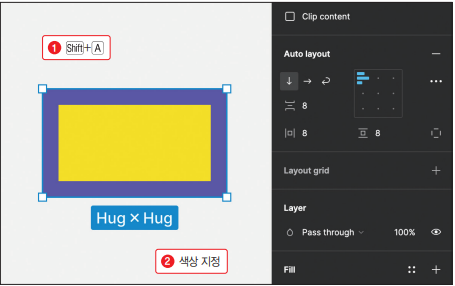 1 Shift+A
Hug × Hug
2 색상 지정
Clip content
Auto layout
8
8 8
Layout grid
Layer
Pass through 100%
Fill